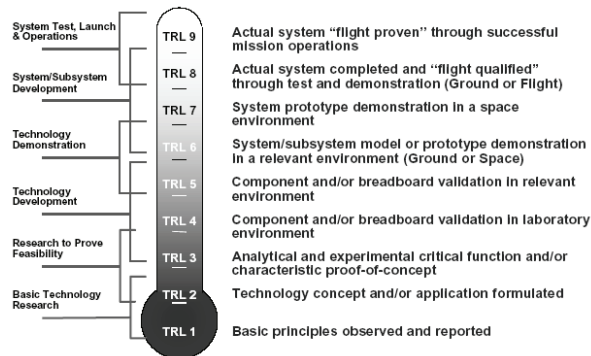 System Test, Launch
& Operations
System/Subsystem
Development
Technology
Demonstration
Technology
Development
Research to Prove
Feasibility
Basic Technology
Research
TRL 9
Actual system “flight proven” through successful
mission operations
TRL 8
Actual system completed and “flight qualified”
through test and demonstration (Ground or Flight)
TRL 7
System prototype demonstration in a space
environment
TRL 6
System/subsystem model or prototype demonstration
in a relevant environment (Ground or Space)
TRL 5
Component and/or breadboard validation in relevant
environment
TRL 4
Component and/or breadboard validation in laboratory
environment
TRL 3
Analytical and experimental critical function and/or
characteristic proof-of-concept
TRL 2
Technology concept and/or application formulated
TRL 1
Basic principles observed and reported